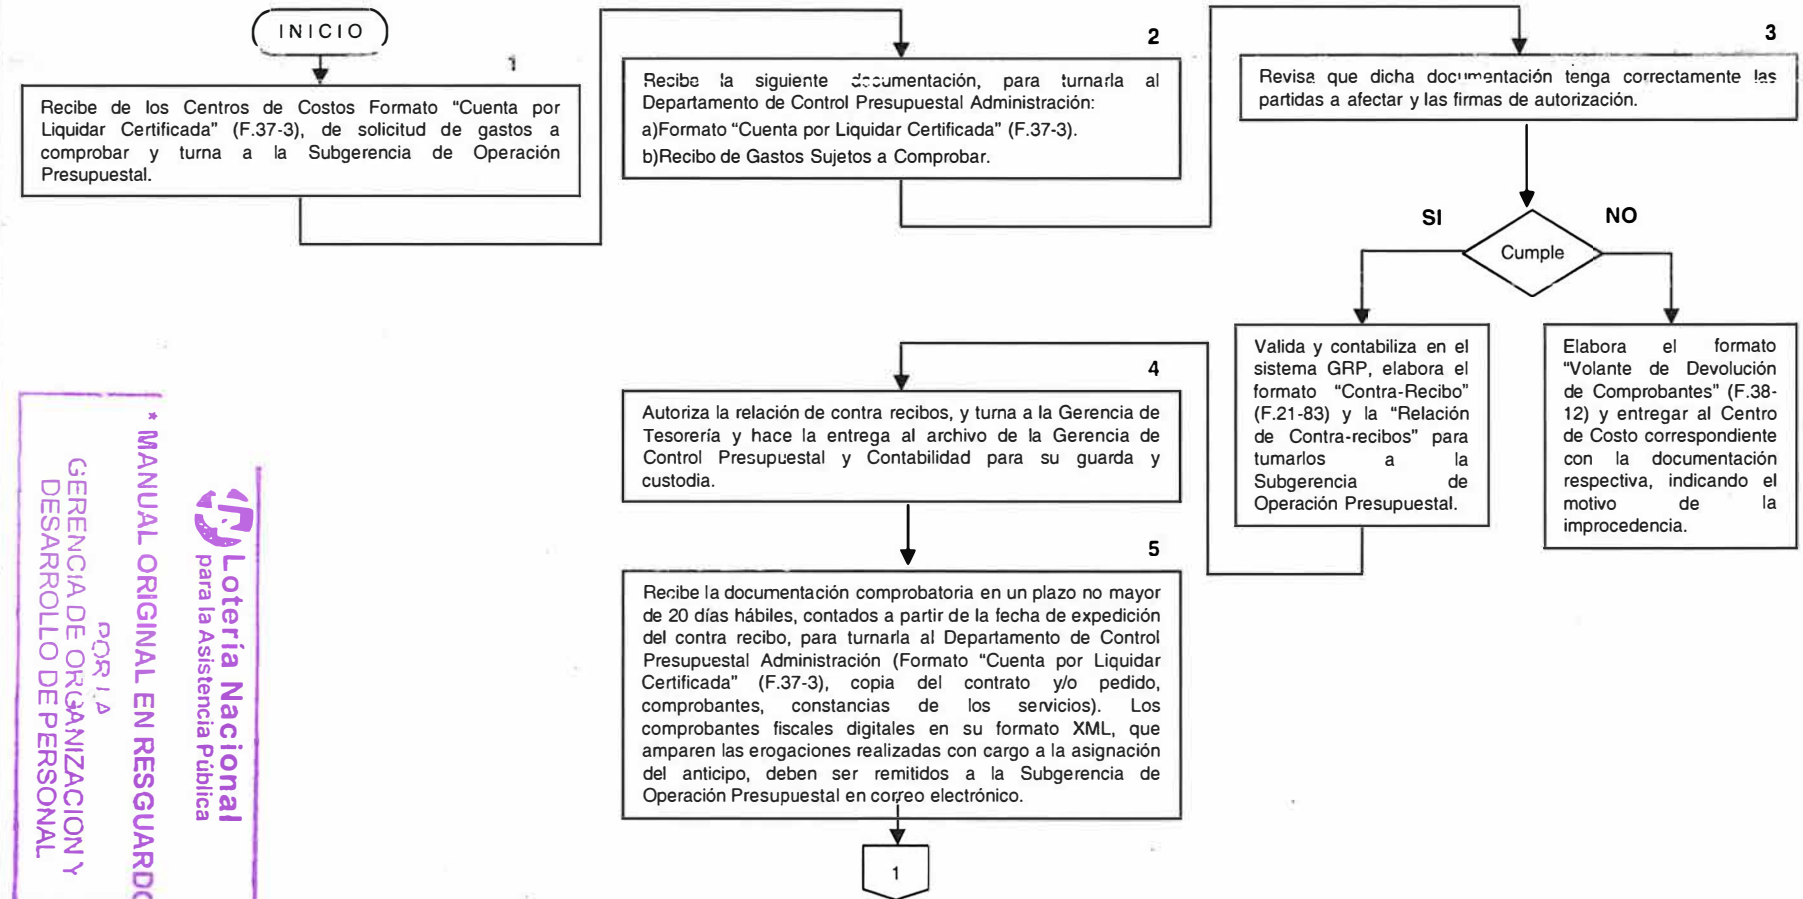 INICIO
1
Recibe de los Centros de Costos Formato “Cuenta por
Liquidar Certificada” (F.37-3), de solicitud de gastos a
comprobar y turna a la Subgerencia de Operación
Presupuestal.
2
Recibe la siguiente documentación, para turnarla al
Departamento de Control Presupuestal Administración:
a)Formato “Cuenta por Liquidar Certificada” (F.37-3).
b)Recibo de Gastos Sujetos a Comprobar.
3
Revisa que dicha documentación tenga correctamente las
partidas a afectar y las firmas de autorización.
SI
NO
Cumple
Valida y contabiliza en el
sistema GRP, elabora el
formato “Contra-Recibo”
(F.21-83) y la “Relación
de Contra-recibos” para
turnarlos a la
Subgerencia de
Operación Presupuestal.
Elabora el formato
“Volante de Devolución
de Comprobantes” (F.38-
12) y entregar al Centro
de Costo correspondiente
con la documentación
respectiva, indicando el
motivo de la
improcedencia.
4
Autoriza la relación de contra recibos, y turna a la Gerencia de
Tesorería y hace la entrega al archivo de la Gerencia de
Control Presupuestal y Contabilidad para su guarda y
custodia.
5
Recibe la documentación comprobatoria en un plazo no mayor
de 20 días hábiles, contados a partir de la fecha de expedición
del contra recibo, para turnarla al Departamento de Control
Presupuestal Administración (Formato “Cuenta por Liquidar
Certificada” (F.37-3), copia del contrato y/o pedido,
comprobantes, constancias de los servicios). Los
comprobantes fiscales digitales en su formato XML, que
amparen las erogaciones realizadas con cargo a la asignación
del anticipo, deben ser remitidos a la Subgerencia de
Operación Presupuestal en correo electrónico.
1
Lotería Nacional
para la Asistencia Pública
* MANUAL ORIGINAL EN RESGUARDO
POR LA
GERENCIA DE ORGANIZACION Y
DESARROLLO DE PERSONAL